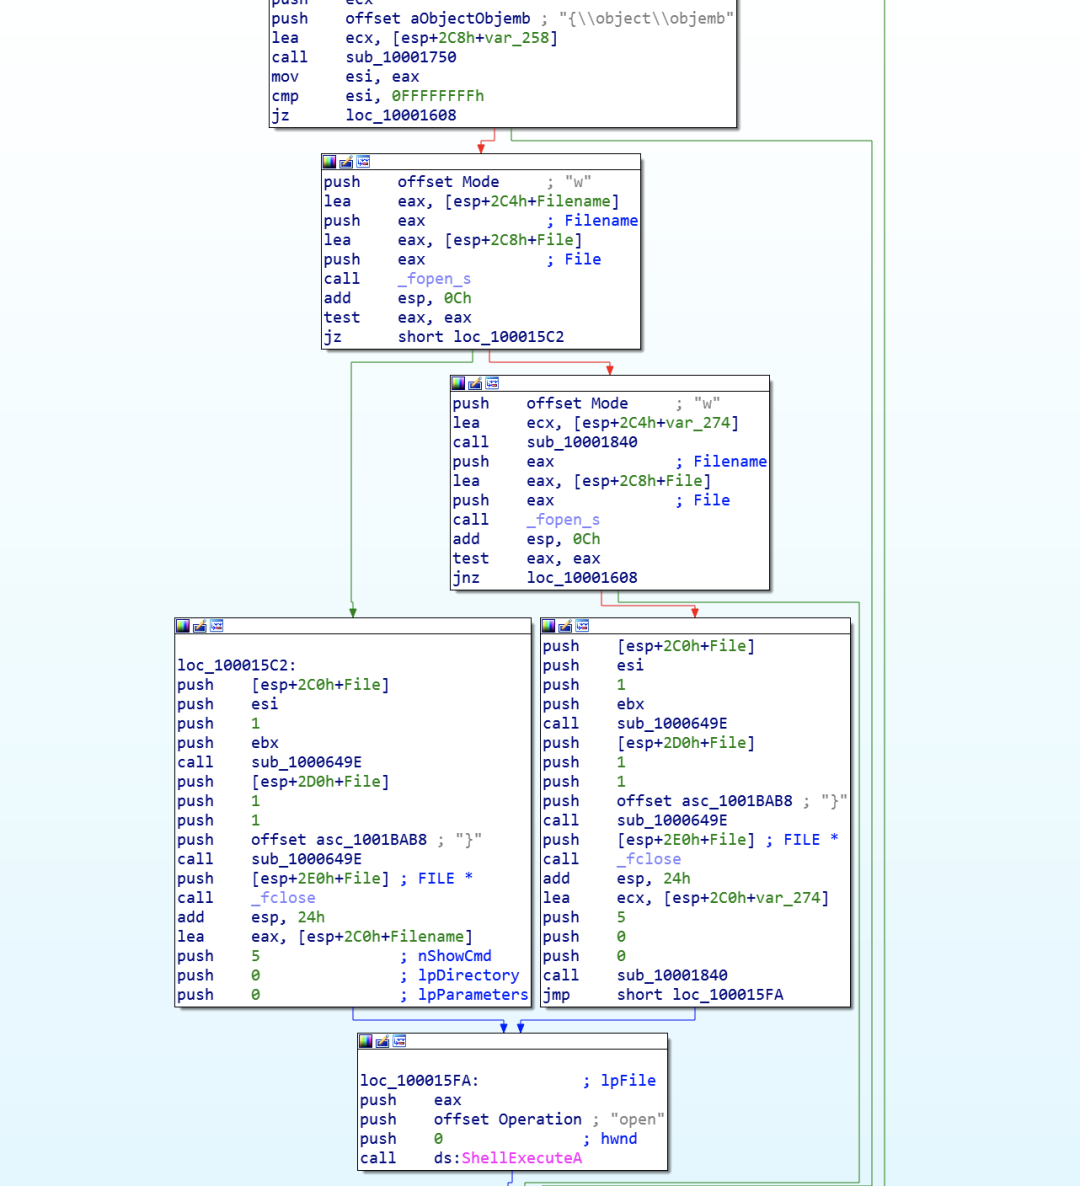 push ecx
push offset aObjectObjemb ; "{\\object\\objemb"
lea ecx, [esp+2C8h+var_258]
call sub_10001750
mov esi, eax
cmp esi, 0FFFFFFFFh
jz loc_10001608
push offset Mode ; "w"
lea eax, [esp+2C4h+Filename]
push eax ; Filename
lea eax, [esp+2C8h+File]
push eax ; File
call _fopen_s
add esp, 0Ch
test eax, eax
jz short loc_100015C2
push offset Mode ; "w"
lea ecx, [esp+2C4h+var_274]
call sub_10001840
push eax ; Filename
lea eax, [esp+2C8h+File]
push eax ; File
call _fopen_s
add esp, 0Ch
test eax, eax
jnz loc_10001608
loc_100015C2:
push [esp+2C0h+File]
push esi
push 1
push ebx
call sub_1000649E
push [esp+2D0h+File]
push 1
push 1
push offset asc_1001BAB8 ; "}"
call sub_1000649E
push [esp+2E0h+File] ; FILE *
call _fclose
add esp, 24h
lea eax, [esp+2C0h+Filename]
push 5 ; nShowCmd
push 0 ; lpDirectory
push 0 ; lpParameters
push [esp+2C0h+File]
push esi
push 1
push ebx
call sub_1000649E
push [esp+2D0h+File]
push 1
push 1
push offset asc_1001BAB8 ; "}"
call sub_1000649E
push [esp+2E0h+File] ; FILE *
call _fclose
add esp, 24h
lea ecx, [esp+2C0h+var_274]
push 5
push 0
push 0
call sub_10001840
jmp short loc_100015FA
loc_100015FA: ; lpFile
push eax
push offset Operation ; "open"
push 0 ; hwnd
call ds:ShellExecuteA